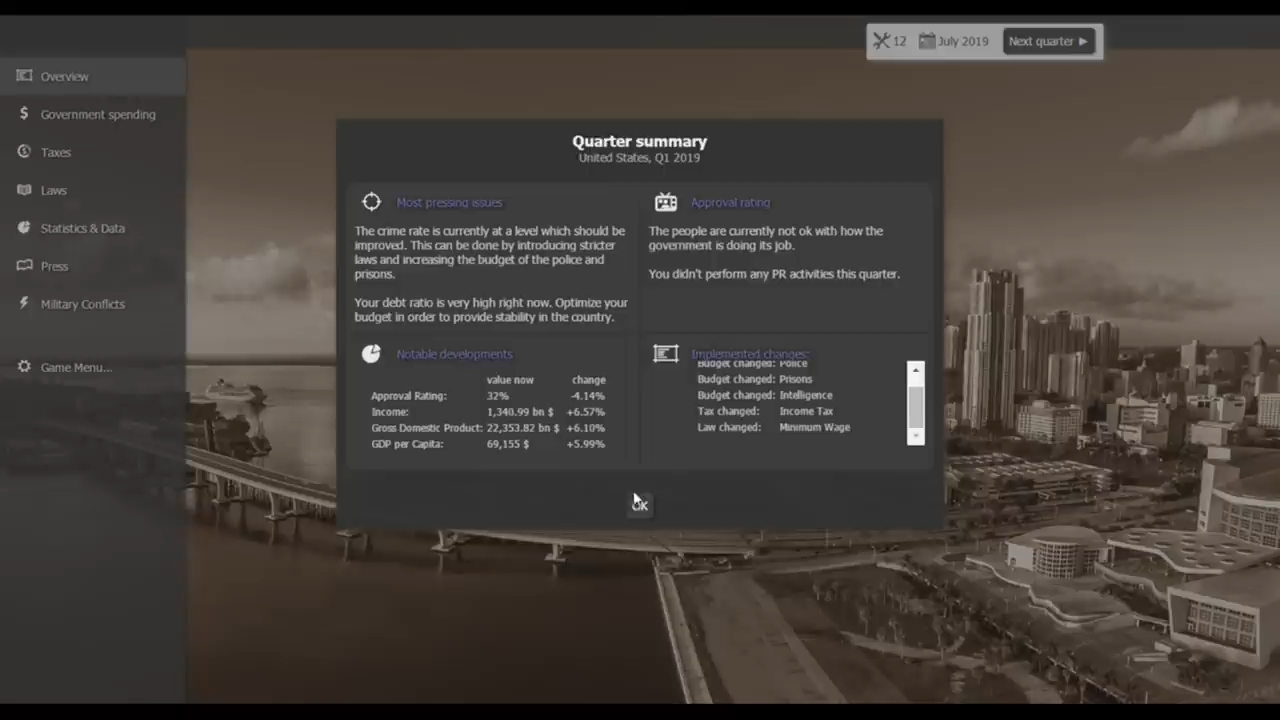 12
July 2019
Next quarter
Overview
Government spending
Taxes
Laws
Statistics & Data
Press
Military Conflicts
Game Menu...
Quarter summary
United States, Q1 2019
Most pressing issues
The crime rate is currently at a level which should be
improved. This can be done by introducing stricter
laws and increasing the budget of the police and
prisons.
Your debt ratio is very high right now. Optimize your
budget in order to provide stability in the country.
Approval rating
The people are currently not ok with how the
government is doing its job.
You didn't perform any PR activities this quarter.
Notable developments
value now change
Approval Rating: 32% -4.14%
Income: 1,340.99 bn $ +6.57%
Gross Domestic Product: 22,353.82 bn $ +6.10%
GDP per Capita: 69,155 $ +5.99%
Implemented changes:
Budget changed: Police
Budget changed: Prisons
Budget changed: Intelligence
Tax changed: Income Tax
Law changed: Minimum Wage
OK